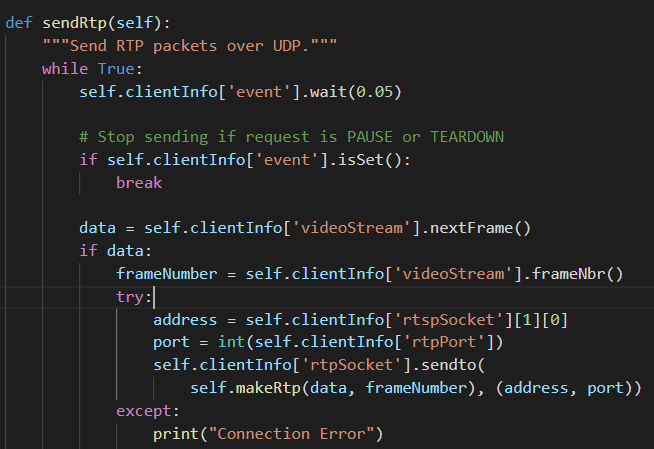 def sendRtp(self):
    """Send RTP packets over UDP."""
    while True:
        self.clientInfo['event'].wait(0.05)

        # Stop sending if request is PAUSE or TEARDOWN
        if self.clientInfo['event'].isSet():
            break

        data = self.clientInfo['videoStream'].nextFrame()
        if data:
            frameNumber = self.clientInfo['videoStream'].frameNbr()
            try:
                address = self.clientInfo['rtspSocket'][1][0]
                port = int(self.clientInfo['rtpPort'])
                self.clientInfo['rtpSocket'].sendto(
                    self.makeRtp(data, frameNumber), (address, port))
            except:
                print("Connection Error")